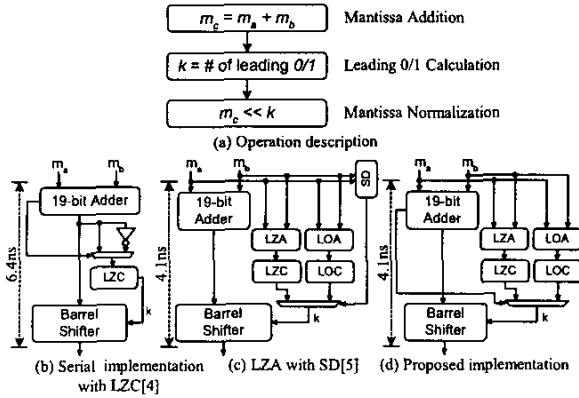 m_c = m_a + m_b
Mantissa Addition
k = # of leading 0/1
Leading 0/1 Calculation
m_c << k
Mantissa Normalization
(a) Operation description
m_a
m_b
19-bit Adder
LZC
k
Barrel Shifter
6.4ns
(b) Serial implementation
with LZC[4]
m_a
m_b
SD
19-bit Adder
LZA
LOA
LZC
LOC
k
Barrel Shifter
4.1ns
(c) LZA with SD[5]
m_a
m_b
19-bit Adder
LZA
LOA
LZC
LOC
k
Barrel Shifter
4.1ns
(d) Proposed implementation